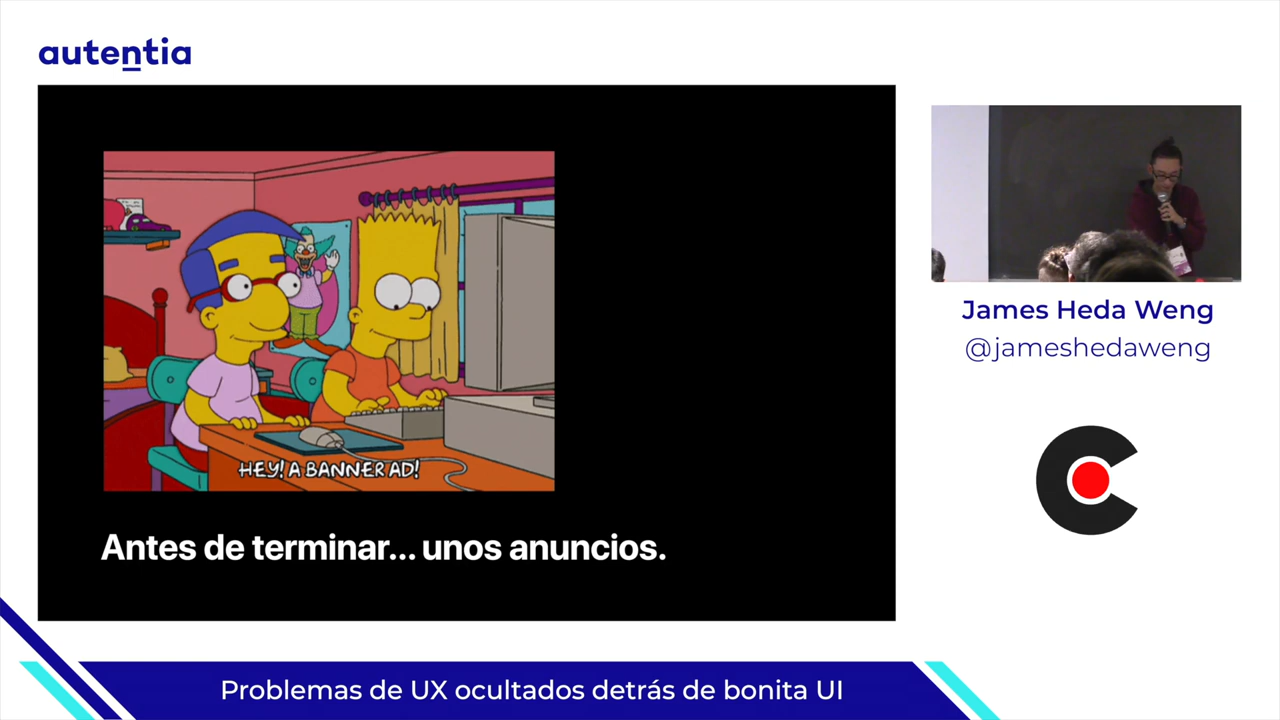 autentia
HEY! A BANNER AD!
Antes de terminar... unos anuncios.
James Heda Weng
@jameshedaweng
Problemas de UX ocultados detrás de bonita UI